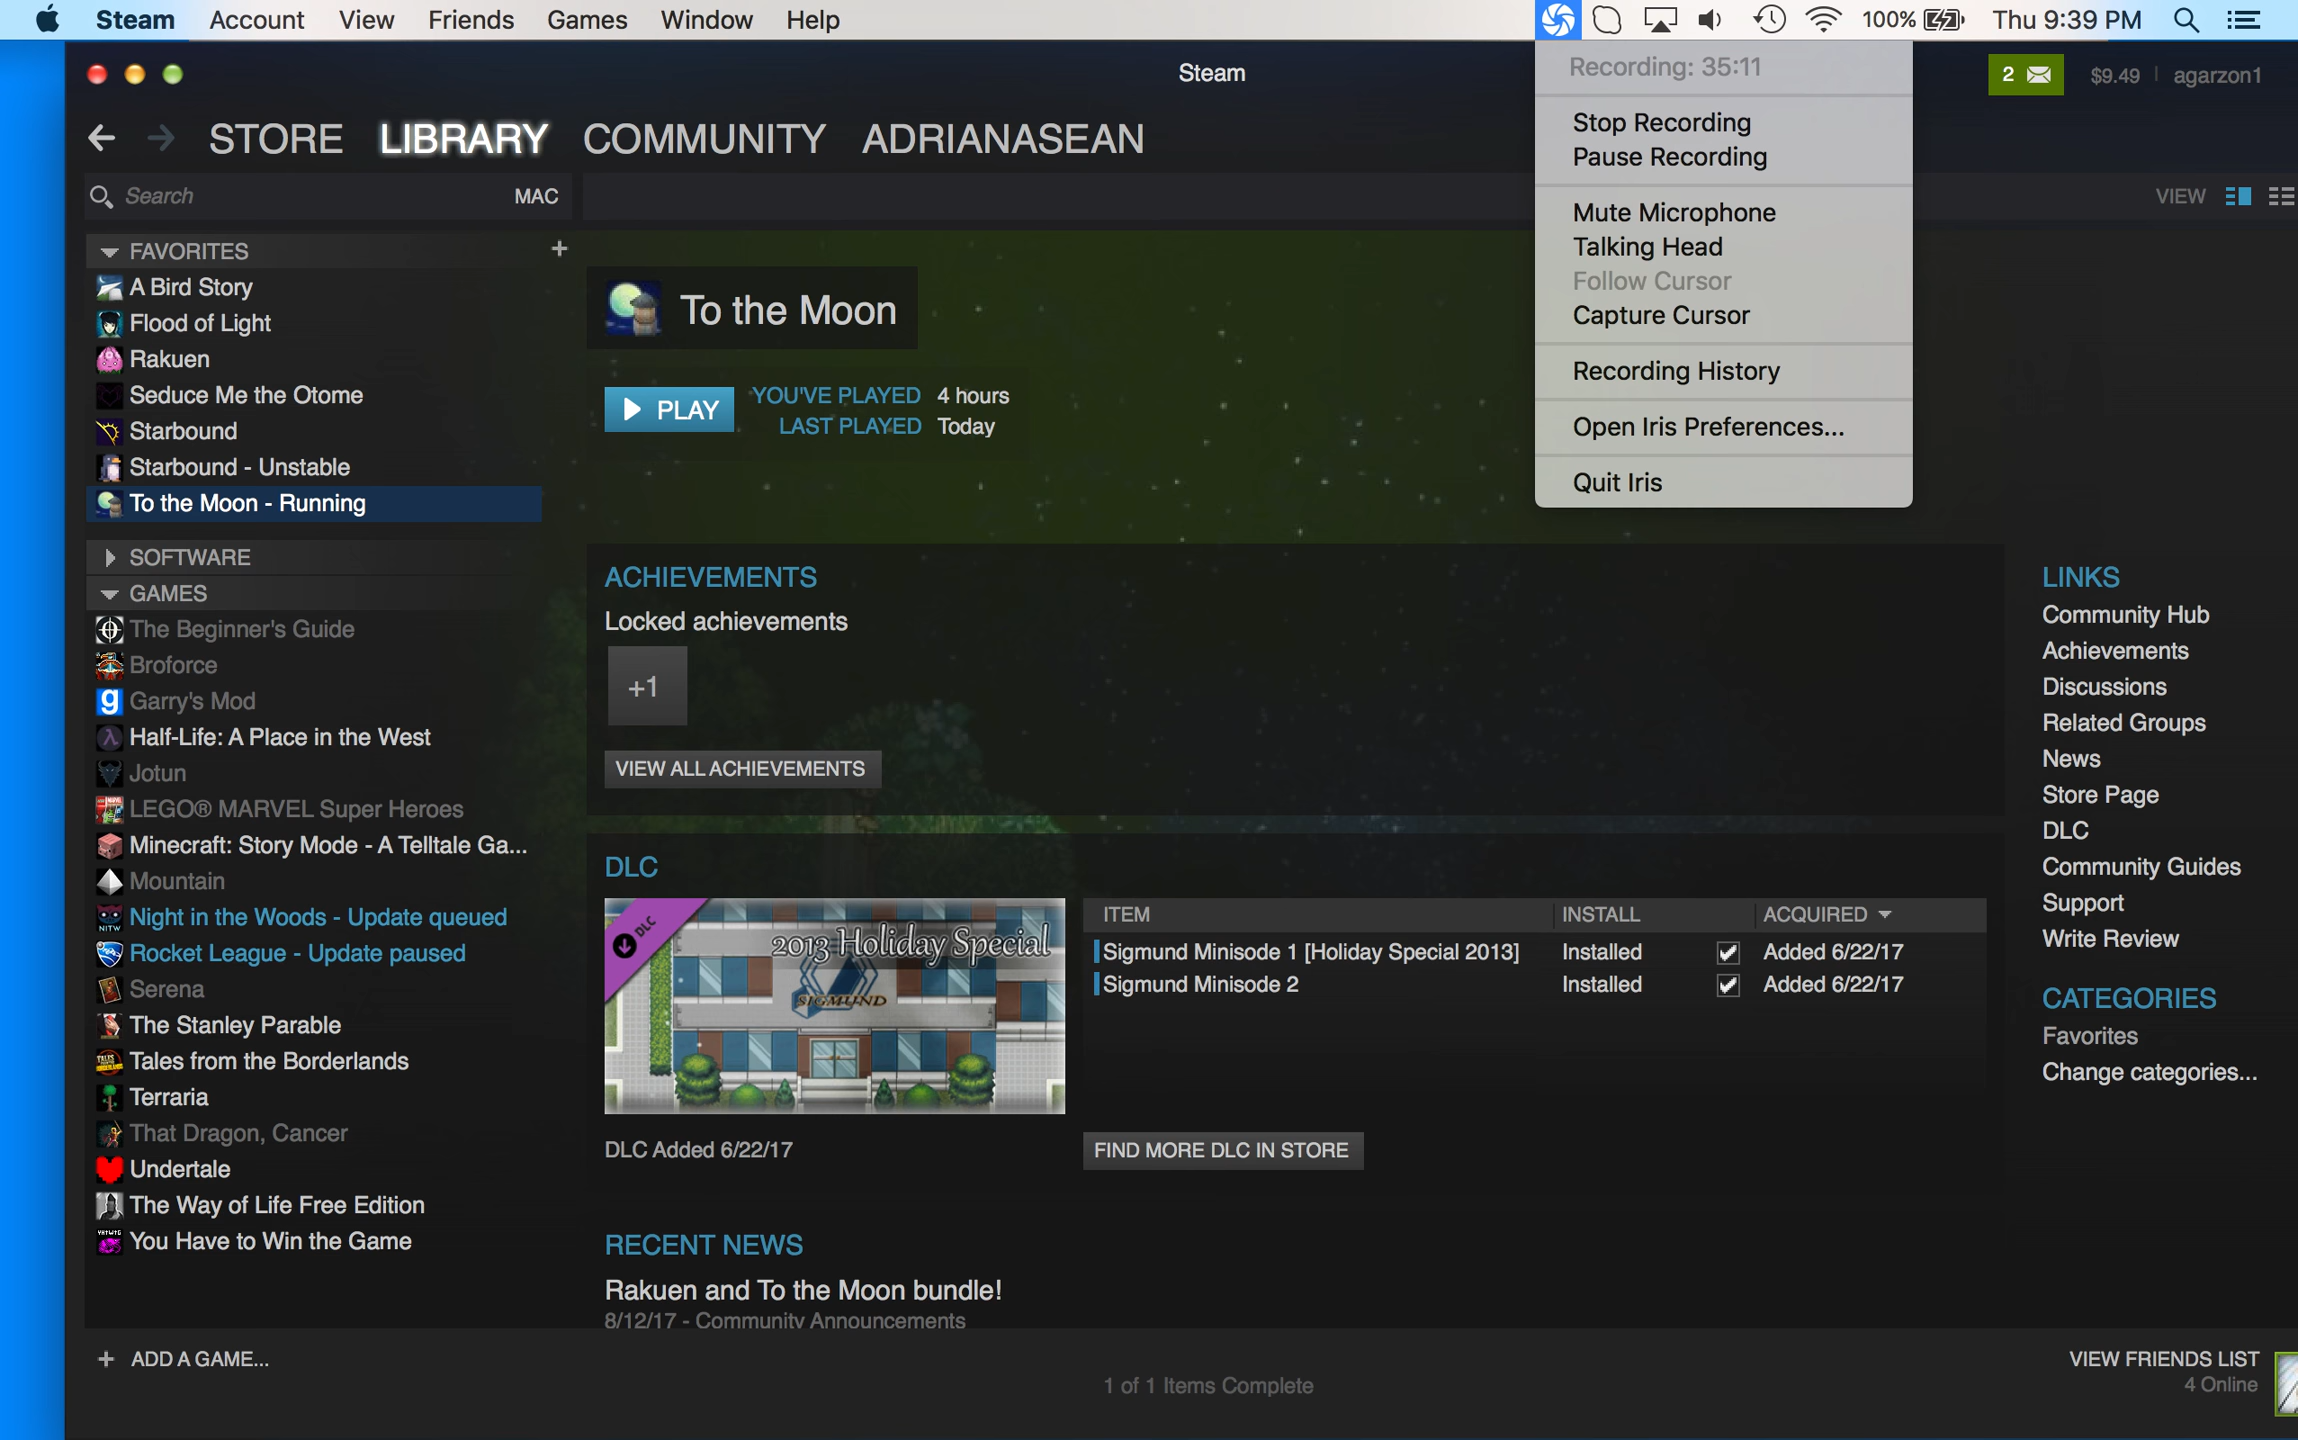 Steam Account View Friends Games Window Help 100% Thu 9:39 PM
Steam
2 $9.49 agarzon1
STORE LIBRARY COMMUNITY ADRIANASEAN
Search MAC
VIEW
Recording: 35:11
Stop Recording
Pause Recording
Mute Microphone
Talking Head
Follow Cursor
Capture Cursor
Recording History
Open Iris Preferences...
Quit Iris
FAVORITES +
A Bird Story
Flood of Light
Rakuen
Seduce Me the Otome
Starbound
Starbound - Unstable
To the Moon - Running
SOFTWARE
GAMES
The Beginner's Guide
Broforce
g Garry's Mod
Half-Life: A Place in the West
Jotun
LEGO® MARVEL Super Heroes
Minecraft: Story Mode - A Telltale Ga...
Mountain
NITW Night in the Woods - Update queued
Rocket League - Update paused
Serena
The Stanley Parable
Tales from the Borderlands
Terraria
That Dragon, Cancer
Undertale
The Way of Life Free Edition
You Have to Win the Game
+ ADD A GAME...
To the Moon
PLAY
YOU'VE PLAYED 4 hours
LAST PLAYED Today
ACHIEVEMENTS
Locked achievements
+1
VIEW ALL ACHIEVEMENTS
DLC
DLC
2013 Holiday Special
SIGMUND
DLC Added 6/22/17
ITEM INSTALL ACQUIRED
Sigmund Minisode 1 [Holiday Special 2013] Installed Added 6/22/17
Sigmund Minisode 2 Installed Added 6/22/17
FIND MORE DLC IN STORE
RECENT NEWS
Rakuen and To the Moon bundle!
8/12/17 - Community Announcements
LINKS
Community Hub
Achievements
Discussions
Related Groups
News
Store Page
DLC
Community Guides
Support
Write Review
CATEGORIES
Favorites
Change categories...
1 of 1 Items Complete
VIEW FRIENDS LIST
4 Online